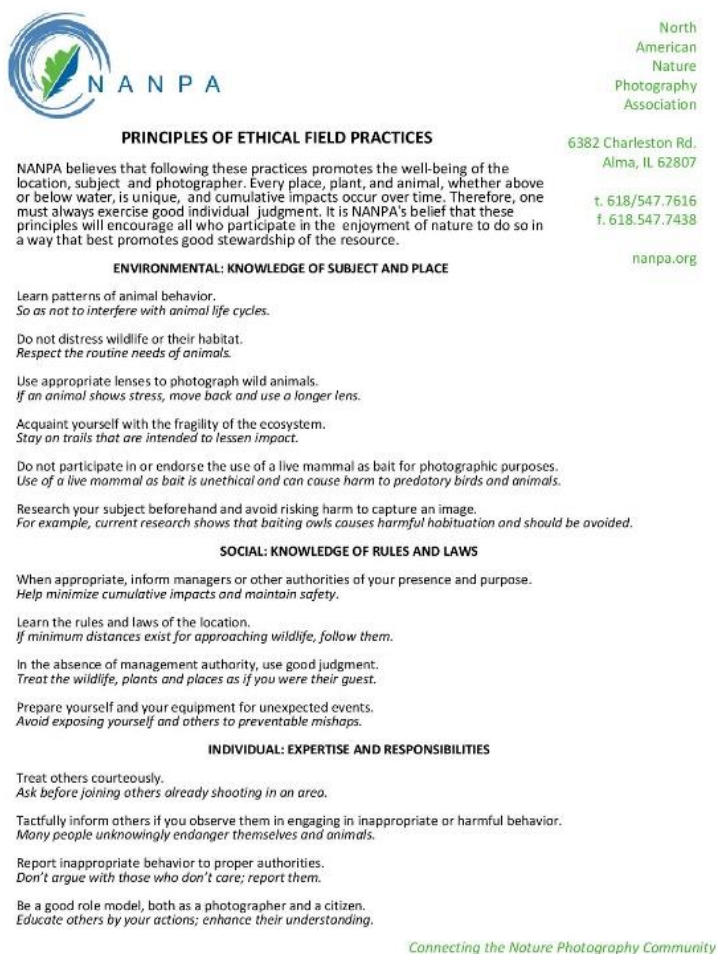 NANPA
North
American
Nature
Photography
Association
6382 Charleston Rd.
Alma, IL 62807
t. 618/547.7616
f. 618.547.7438
nanpa.org
PRINCIPLES OF ETHICAL FIELD PRACTICES
NANPA believes that following these practices promotes the well-being of the
location, subject and photographer. Every place, plant, and animal, whether above
or below water, is unique, and cumulative impacts occur over time. Therefore, one
must always exercise good individual judgment. It is NANPA's belief that these
principles will encourage all who participate in the enjoyment of nature to do so in
a way that best promotes good stewardship of the resource.
ENVIRONMENTAL: KNOWLEDGE OF SUBJECT AND PLACE
Learn patterns of animal behavior.
So as not to interfere with animal life cycles.
Do not distress wildlife or their habitat.
Respect the routine needs of animals.
Use appropriate lenses to photograph wild animals.
If an animal shows stress, move back and use a longer lens.
Acquaint yourself with the fragility of the ecosystem.
Stay on trails that are intended to lessen impact.
Do not participate in or endorse the use of a live mammal as bait for photographic purposes.
Use of a live mammal as bait is unethical and can cause harm to predatory birds and animals.
Research your subject beforehand and avoid risking harm to capture an image.
For example, current research shows that baiting owls causes harmful habituation and should be avoided.
SOCIAL: KNOWLEDGE OF RULES AND LAWS
When appropriate, inform managers or other authorities of your presence and purpose.
Help minimize cumulative impacts and maintain safety.
Learn the rules and laws of the location.
If minimum distances exist for approaching wildlife, follow them.
In the absence of management authority, use good judgment.
Treat the wildlife, plants and places as if you were their guest.
Prepare yourself and your equipment for unexpected events.
Avoid exposing yourself and others to preventable mishaps.
INDIVIDUAL: EXPERTISE AND RESPONSIBILITIES
Treat others courteously.
Ask before joining others already shooting in an area.
Tactfully inform others if you observe them in engaging in inappropriate or harmful behavior.
Many people unknowingly endanger themselves and animals.
Report inappropriate behavior to proper authorities.
Don't argue with those who don't care; report them.
Be a good role model, both as a photographer and a citizen.
Educate others by your actions; enhance their understanding.
Connecting the Nature Photography Community